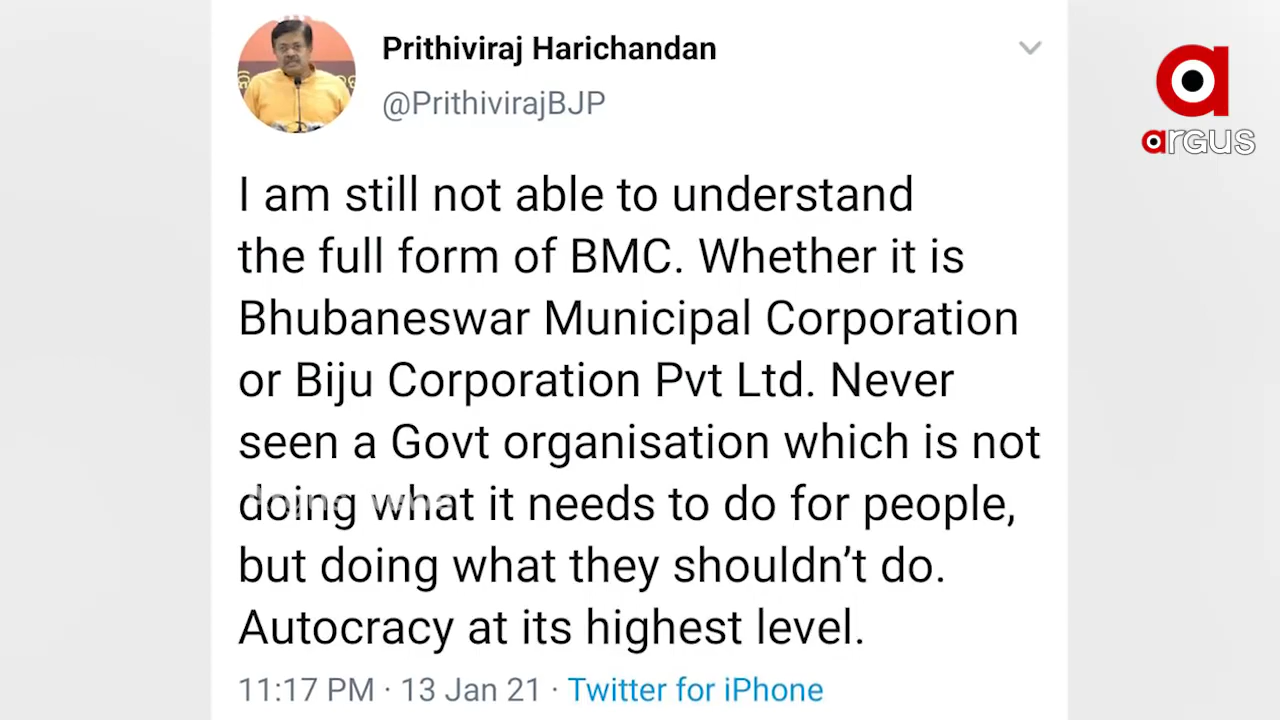 Prithiviraj Harichandan
@PrithivirajBJP
argus
I am still not able to understand
the full form of BMC. Whether it is
Bhubaneswar Municipal Corporation
or Biju Corporation Pvt Ltd. Never
seen a Govt organisation which is not
doing what it needs to do for people,
but doing what they shouldn’t do.
Autocracy at its highest level.
11:17 PM · 13 Jan 21 · Twitter for iPhone